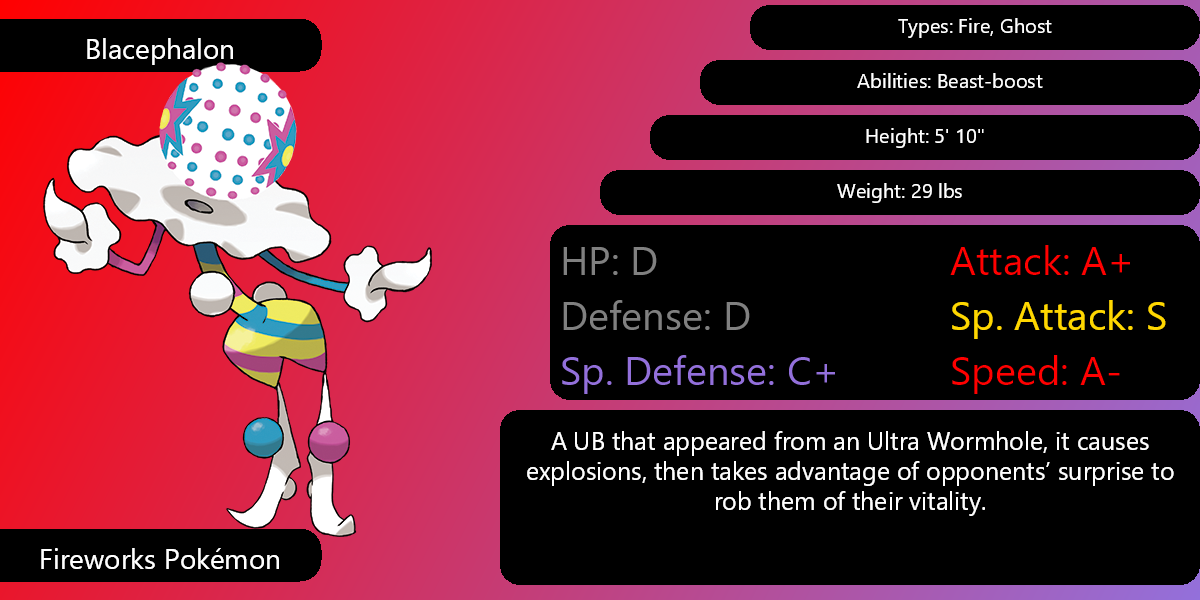 Blacephalon
Types: Fire, Ghost
Abilities: Beast-boost
Height: 5' 10"
Weight: 29 lbs
HP: D
Attack: A+
Defense: D
Sp. Attack: S
Sp. Defense: C+
Speed: A-
A UB that appeared from an Ultra Wormhole, it causes
explosions, then takes advantage of opponents’ surprise to
rob them of their vitality.
Fireworks Pokémon